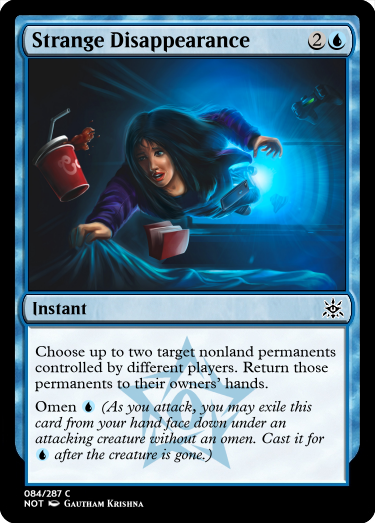 Strange Disappearance 2
Instant
Choose up to two target nonland permanents
controlled by different players. Return those
permanents to their owners' hands.
Omen (As you attack, you may exile this
card from your hand face down under an
attacking creature without an omen. Cast it for
after the creature is gone.)
084/287 C
NOT Gautham Krishna